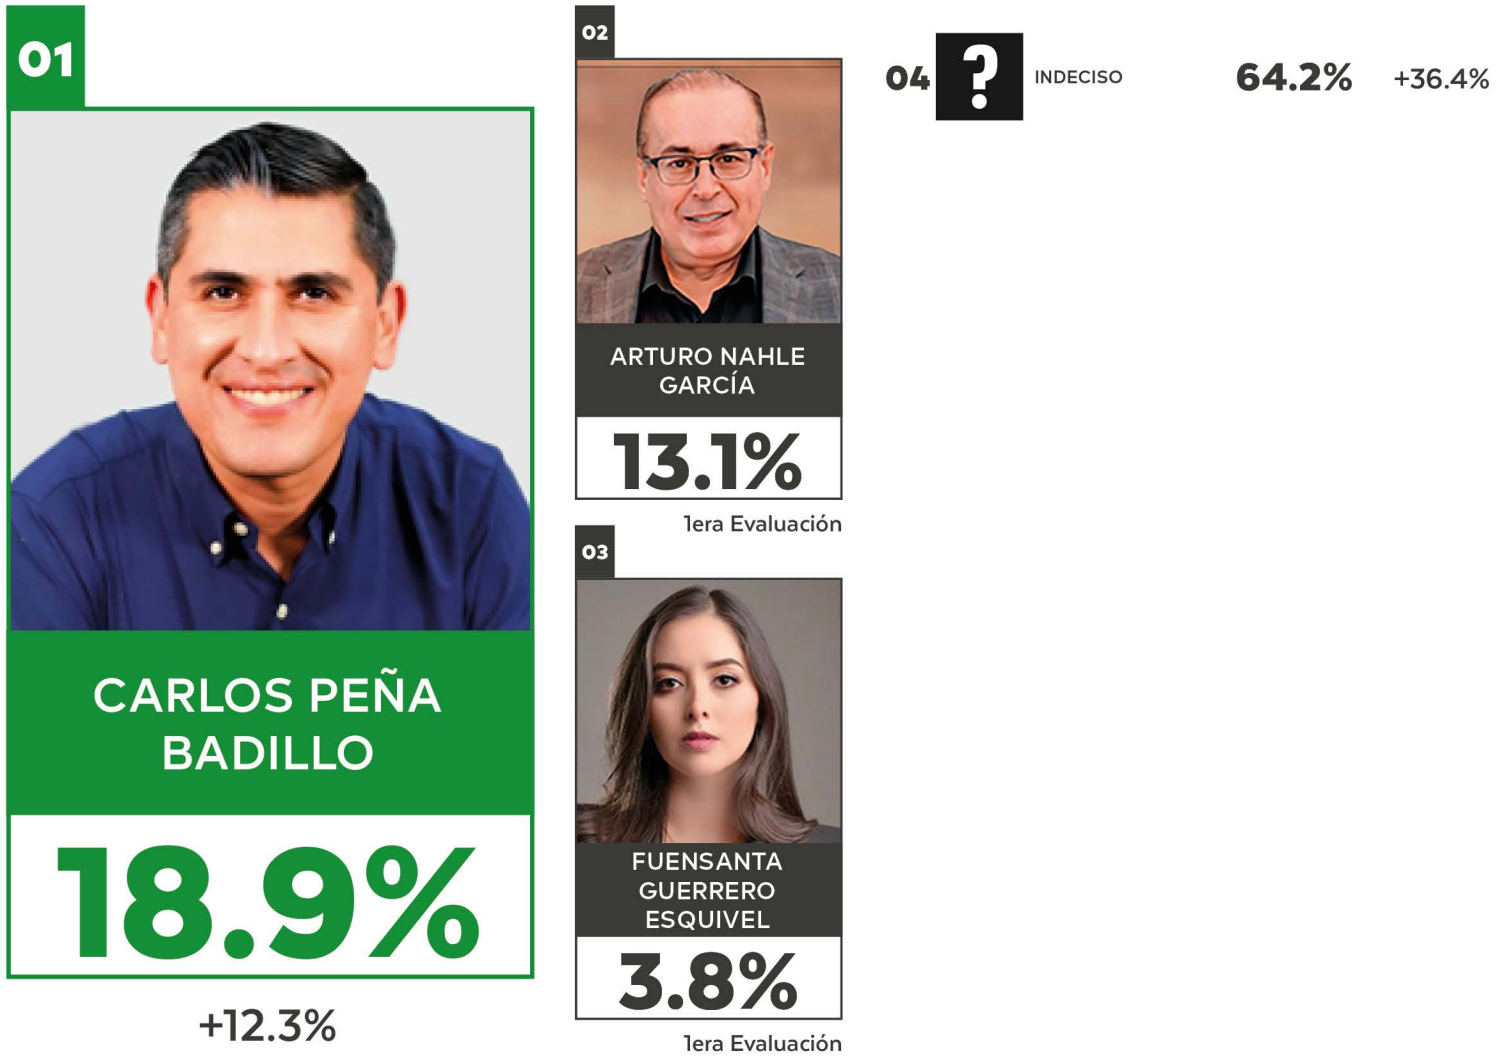 01
CARLOS PEÑA
BADILLO
18.9%
+12.3%
02
ARTURO NAHLE
GARCÍA
13.1%
1era Evaluación
03
FUENSANTA
GUERRERO
ESQUIVEL
3.8%
1era Evaluación
04 ? INDECISO 64.2% +36.4%